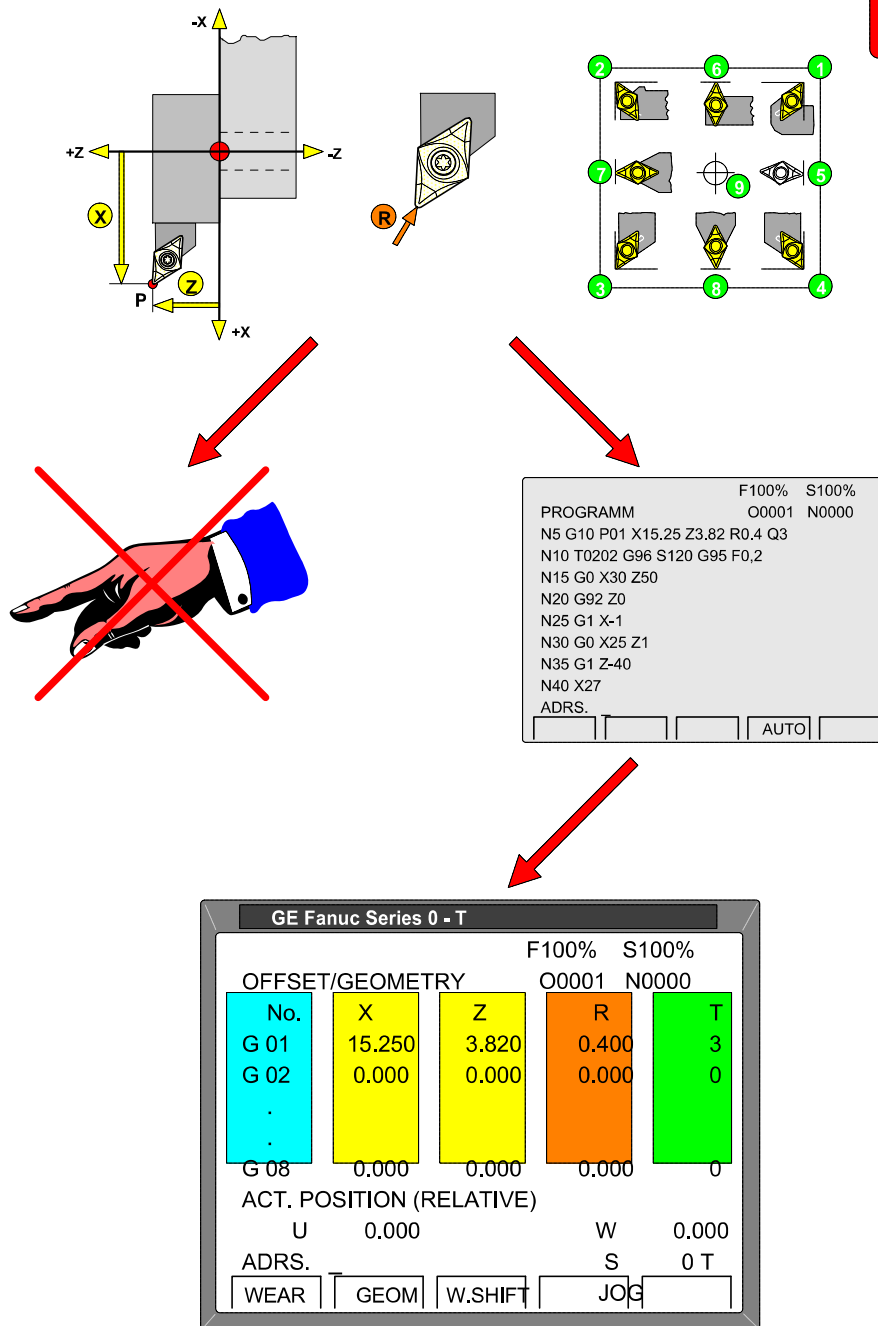 -X
+Z
-Z
X
P
Z
+X
R
2
6
1
7
9
5
3
8
4
F100% S100%
PROGRAMM O0001 N0000
N5 G10 P01 X15.25 Z3.82 R0.4 Q3
N10 T0202 G96 S120 G95 F0,2
N15 G0 X30 Z50
N20 G92 Z0
N25 G1 X-1
N30 G0 X25 Z1
N35 G1 Z-40
N40 X27
ADRS. _
AUTO
GE Fanuc Series 0 - T
F100% S100%
OFFSET/GEOMETRY O0001 N0000
No. X Z R T
G 01 15.250 3.820 0.400 3
G 02 0.000 0.000 0.000 0
.
.
G 08 0.000 0.000 0.000 0
ACT. POSITION (RELATIVE)
U 0.000 W 0.000
ADRS. _ S 0 T
WEAR GEOM W.SHIFT JOG